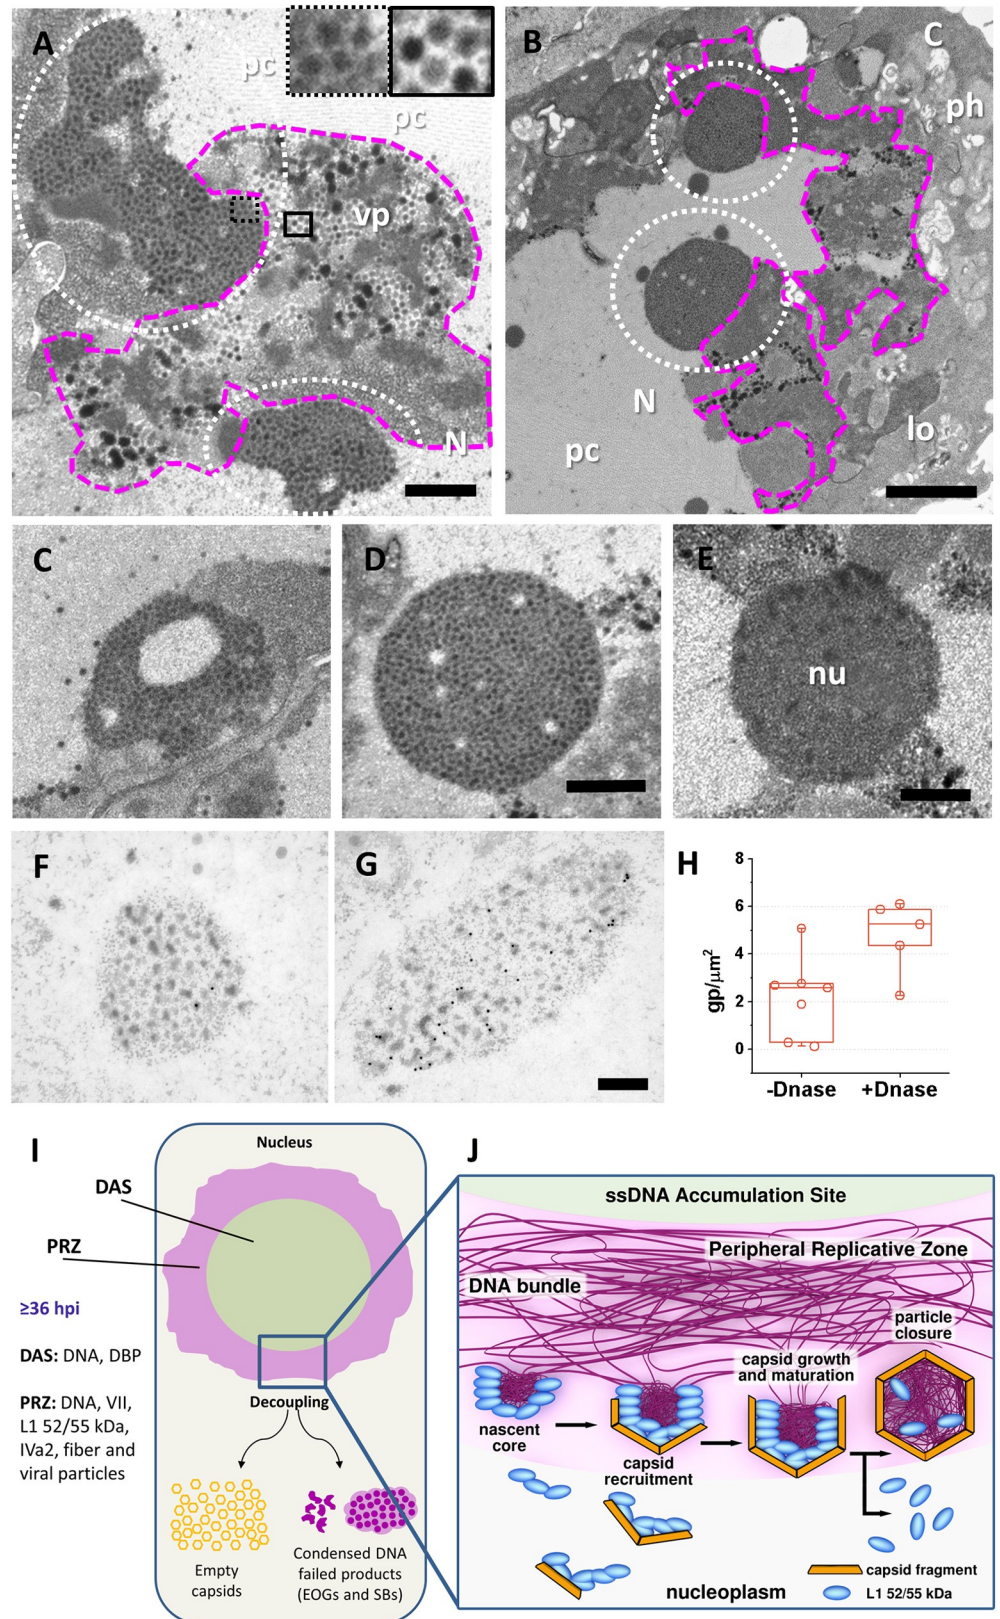 A
pc
pc
vp
N
B
C
ph
N
pc
lo
C
D
E
nu
F
G
H
8
6
4
2
0
gp/μm²
-Dnase
+Dnase
I
Nucleus
DAS
PRZ
≥36 hpi
DAS: DNA, DBP
PRZ: DNA, VII,
L1 52/55 kDa,
IVa2, fiber and
viral particles
Decoupling
Empty
capsids
Condensed DNA
failed products
(EOGs and SBs)
J
ssDNA Accumulation Site
Peripheral Replicative Zone
DNA bundle
particle
closure
capsid growth
and maturation
nascent
core
capsid
recruitment
capsid fragment
nucleoplasm
L1 52/55 kDa